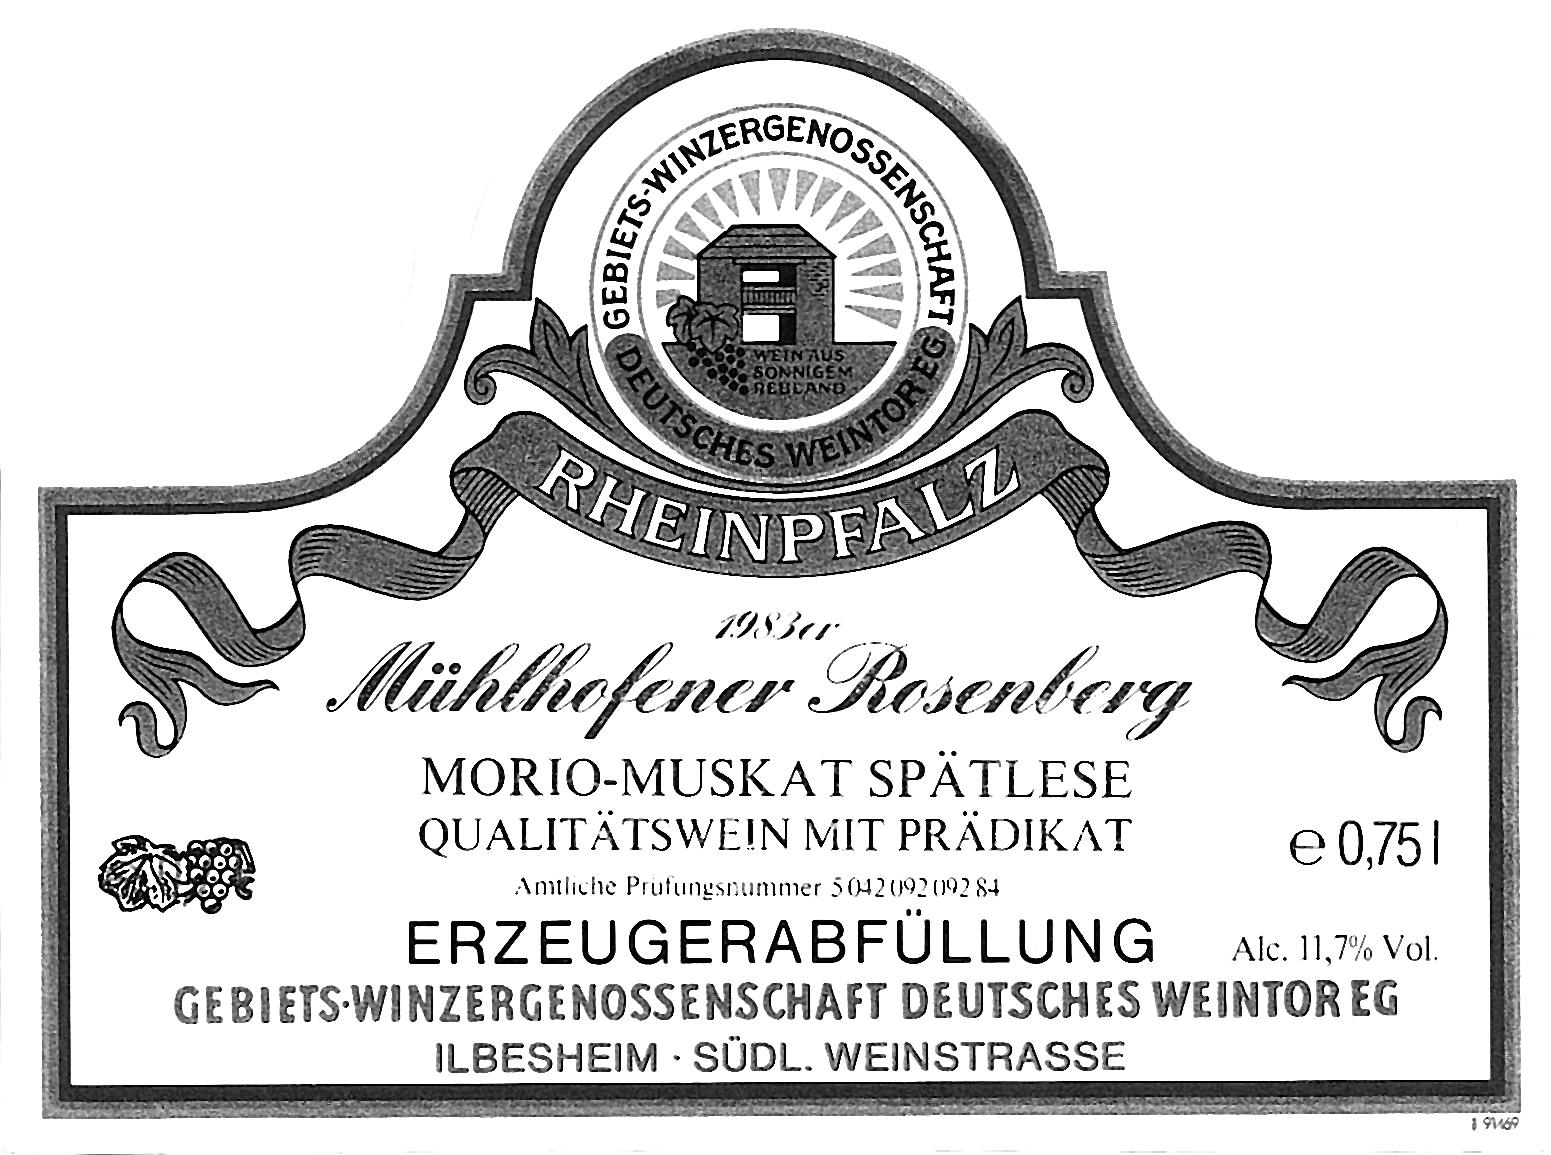 GEBIETS-WINZERGENOSSENSCHAFT
DEUTSCHES WEINTOR EG
WEIN AUS
SONNIGEM
REBLAND
RHEINPFALZ
1983er
Mühlhofener Rosenberg
MORIO-MUSKAT SPÄTLESE
QUALITÄTSWEIN MIT PRÄDIKAT
e 0,75 l
Amtliche Prüfungsnummer 5 042 092 092 84
ERZEUGERABFÜLLUNG
Alc. 11,7% Vol.
GEBIETS-WINZERGENOSSENSCHAFT DEUTSCHES WEINTOR EG
ILBESHEIM · SÜDL. WEINSTRASSE